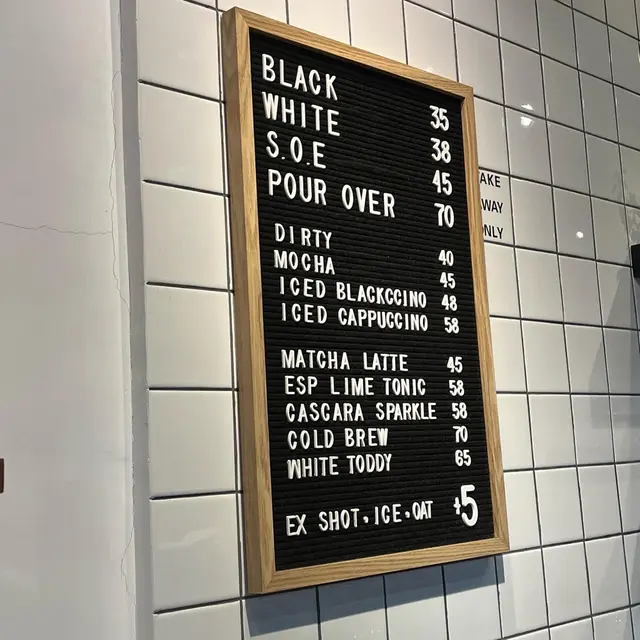 BLACK 35
WHITE 38
S.O.E 45
POUR OVER 70
DIRTY 40
MOCHA 45
ICED BLACKCCINO 48
ICED CAPPUCCINO 58
MATCHA LATTE 45
ESP LIME TONIC 58
CASCARA SPARKLE 58
COLD BREW 70
WHITE TODDY 65
EX SHOT, ICE, OAT +5
AKE
WAY
ONLY